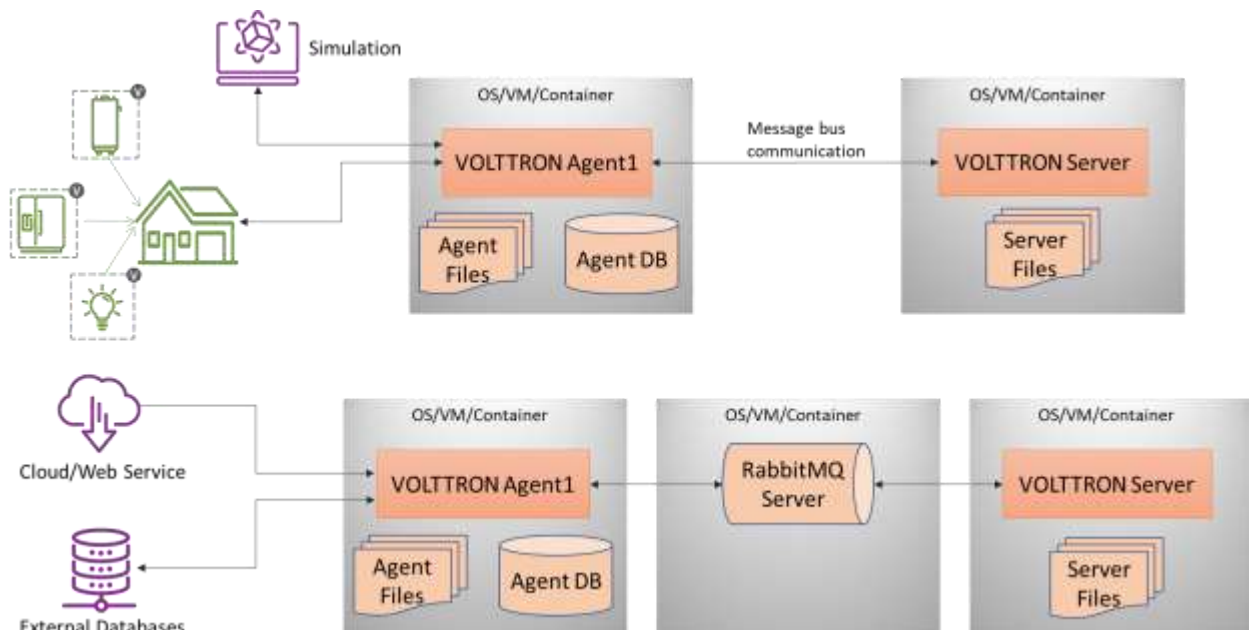 Simulation
OS/VM/Container
OS/VM/Container
V
Message bus
communication
VOLTTRON Agent1
VOLTTRON Server
V
Agent
Files
Agent DB
Server
Files
V
OS/VM/Container
OS/VM/Container
OS/VM/Container
Cloud/Web Service
VOLTTRON Agent1
RabbitMQ
Server
VOLTTRON Server
Agent
Files
Agent DB
Server
Files
External Databases